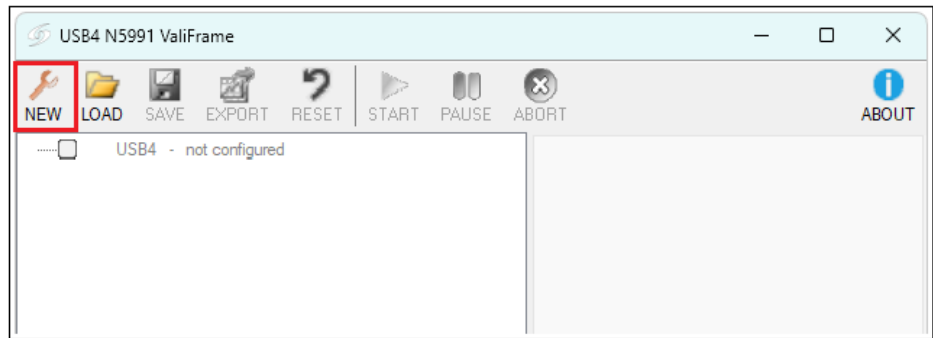 USB4 N5991 ValiFrame
NEW LOAD SAVE EXPORT RESET START PAUSE ABORT ABOUT
USB4 - not configured